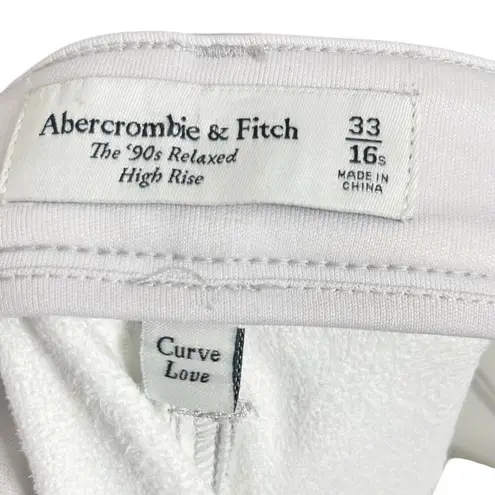 Abercrombie & Fitch
The '90s Relaxed
High Rise
33
16s
MADE IN
CHINA
Curve
Love